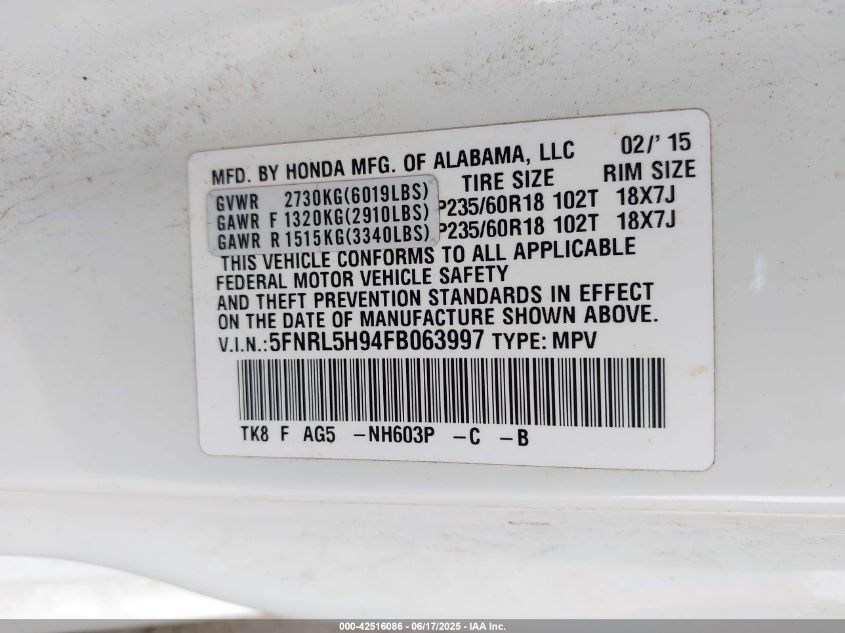 MFD. BY HONDA MFG. OF ALABAMA, LLC 02/' 15
GVWR 2730KG(6019LBS) TIRE SIZE RIM SIZE
GAWR F 1320KG(2910LBS) P235/60R18 102T 18X7J
GAWR R 1515KG(3340LBS) P235/60R18 102T 18X7J
THIS VEHICLE CONFORMS TO ALL APPLICABLE
FEDERAL MOTOR VEHICLE SAFETY
AND THEFT PREVENTION STANDARDS IN EFFECT
ON THE DATE OF MANUFACTURE SHOWN ABOVE.
V.I.N.:5FNRL5H94FB063997 TYPE: MPV
TK8 F AG5 -NH603P -C -B
000-42516086 - 06/17/2025 - IAA Inc.